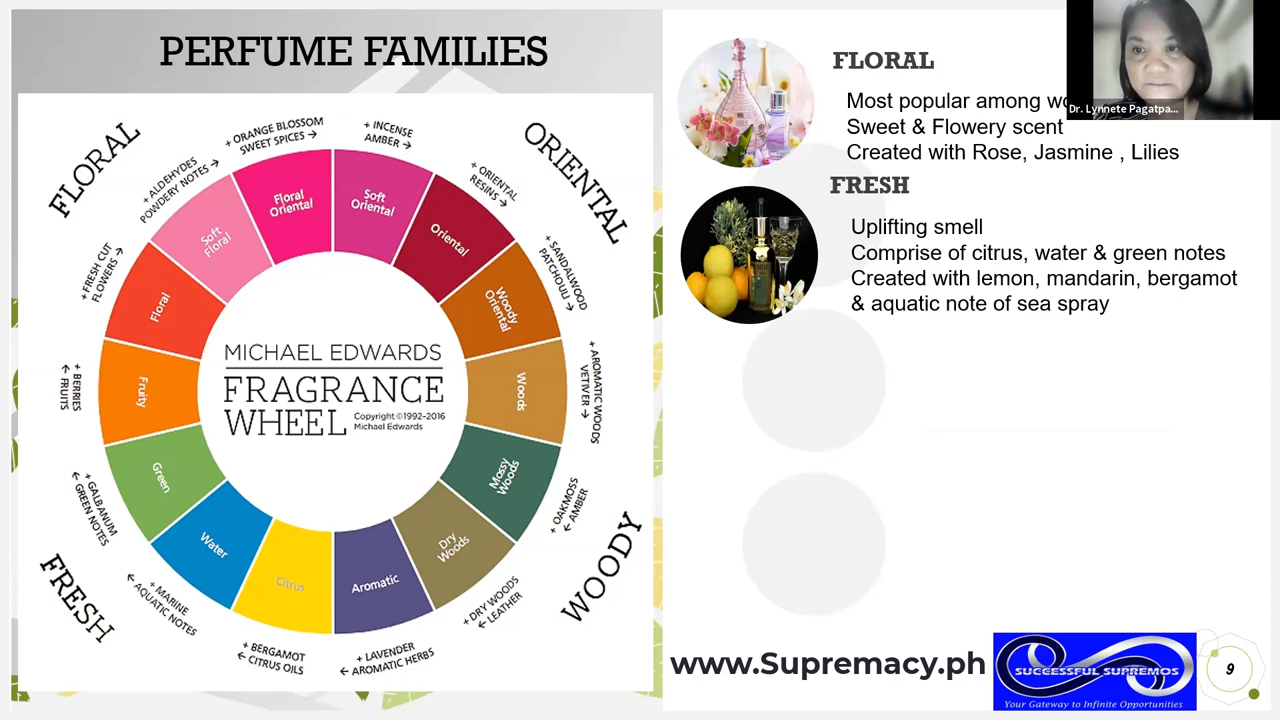 PERFUME FAMILIES
FLORAL
ORIENTAL
WOODY
FRESH
+ ORANGE BLOSSOM
SWEET SPICES →
+ INCENSE
AMBER →
+ ORIENTAL
RESINS →
+ SANDALWOOD
PATCHOULI →
+ AROMATIC WOODS
VETIVER →
+ OAKMOSS
← AMBER
+ DRY WOODS
← LEATHER
+ LAVENDER
← AROMATIC HERBS
+ BERGAMOT
← CITRUS OILS
+ MARINE
← AQUATIC NOTES
+ GALBANUM
← GREEN NOTES
+ BERRIES
← FRUITS
+ FRESH CUT
FLOWERS →
+ ALDEHYDES
POWDERY NOTES →
Floral
Oriental
Soft
Oriental
Oriental
Woody
Oriental
Woods
Mossy
Woods
Dry
Woods
Aromatic
Citrus
Water
Green
Fruity
Floral
Soft
Floral
MICHAEL EDWARDS
FRAGRANCE
WHEEL
Copyright ©1992-2016
Michael Edwards
FLORAL
Most popular among wo
Sweet & Flowery scent
Created with Rose, Jasmine , Lilies
FRESH
Uplifting smell
Comprise of citrus, water & green notes
Created with lemon, mandarin, bergamot
& aquatic note of sea spray
Dr. Lynnete Pagatpa...
www.Supremacy.ph
SUCCESSFUL SUPREMOS
Your Gateway to Infinite Opportunities
9